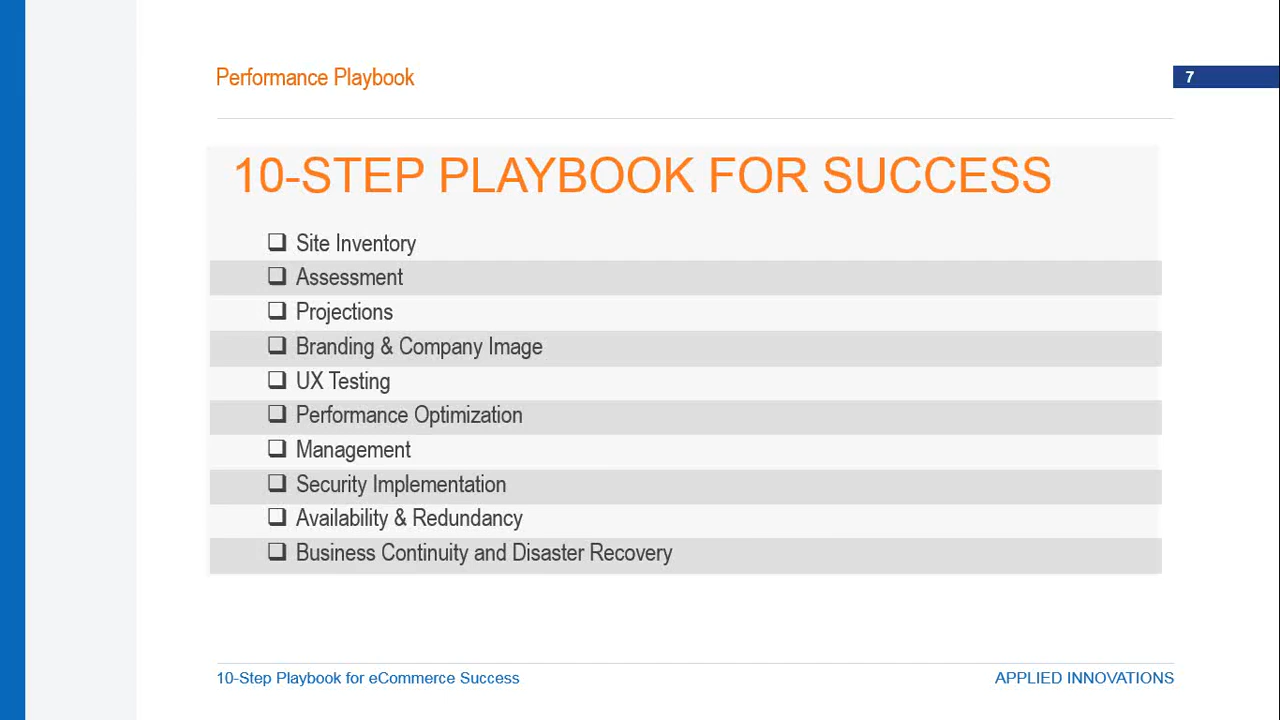 Performance Playbook
7
10-STEP PLAYBOOK FOR SUCCESS
❑ Site Inventory
❑ Assessment
❑ Projections
❑ Branding & Company Image
❑ UX Testing
❑ Performance Optimization
❑ Management
❑ Security Implementation
❑ Availability & Redundancy
❑ Business Continuity and Disaster Recovery
10-Step Playbook for eCommerce Success
APPLIED INNOVATIONS